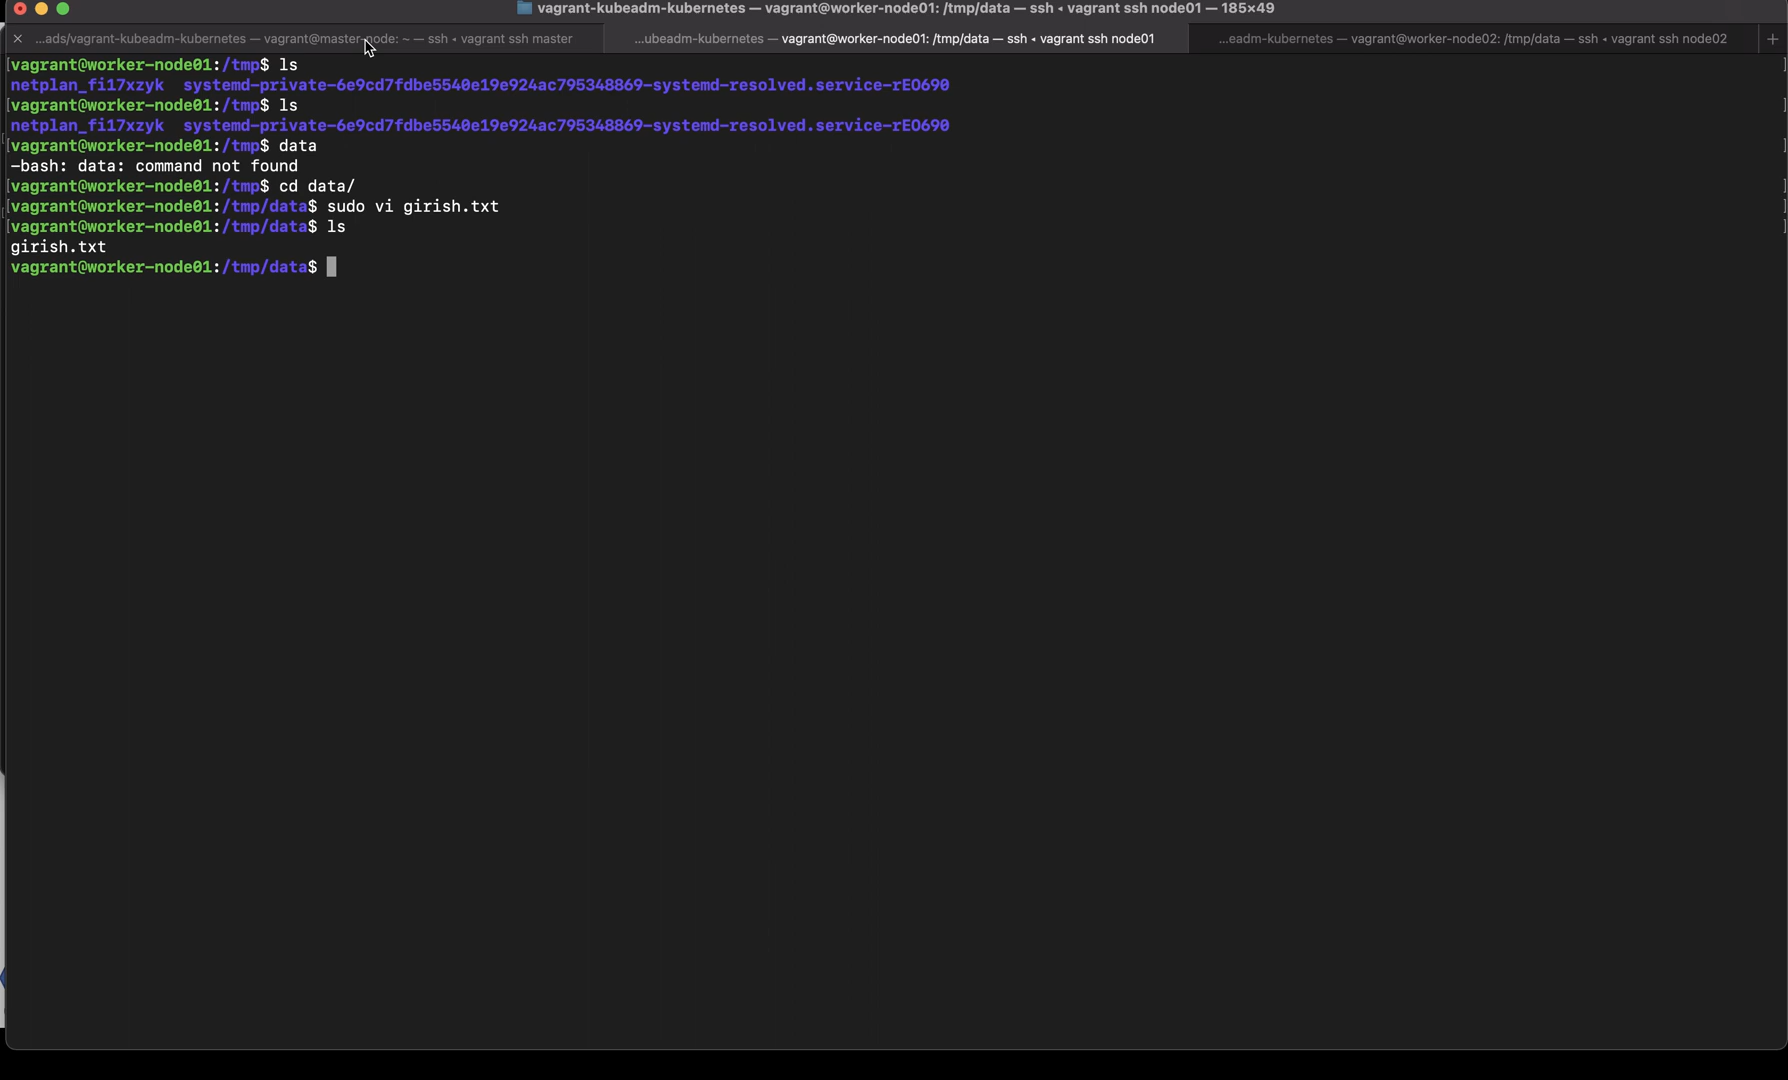 vagrant-kubeadm-kubernetes — vagrant@worker-node01: /tmp/data — ssh ◂ vagrant ssh node01 — 185×49
...ads/vagrant-kubeadm-kubernetes — vagrant@master-node: ~ — ssh ◂ vagrant ssh master
...ubeadm-kubernetes — vagrant@worker-node01: /tmp/data — ssh ◂ vagrant ssh node01
...eadm-kubernetes — vagrant@worker-node02: /tmp/data — ssh ◂ vagrant ssh node02
[vagrant@worker-node01:/tmp$ ls
netplan_fi17xzyk  systemd-private-6e9cd7fdbe5540e19e924ac795348869-systemd-resolved.service-rEO690
[vagrant@worker-node01:/tmp$ ls
netplan_fi17xzyk  systemd-private-6e9cd7fdbe5540e19e924ac795348869-systemd-resolved.service-rEO690
[vagrant@worker-node01:/tmp$ data
-bash: data: command not found
[vagrant@worker-node01:/tmp$ cd data/
[vagrant@worker-node01:/tmp/data$ sudo vi girish.txt
[vagrant@worker-node01:/tmp/data$ ls
girish.txt
vagrant@worker-node01:/tmp/data$